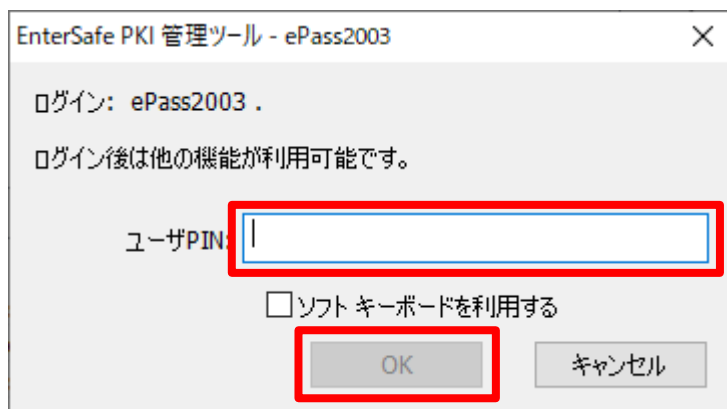 EnterSafe PKI 管理ツール - ePass2003
ログイン: ePass2003 .
ログイン後は他の機能が利用可能です。
ユーザPIN:
ソフト キーボードを利用する
OK
キャンセル